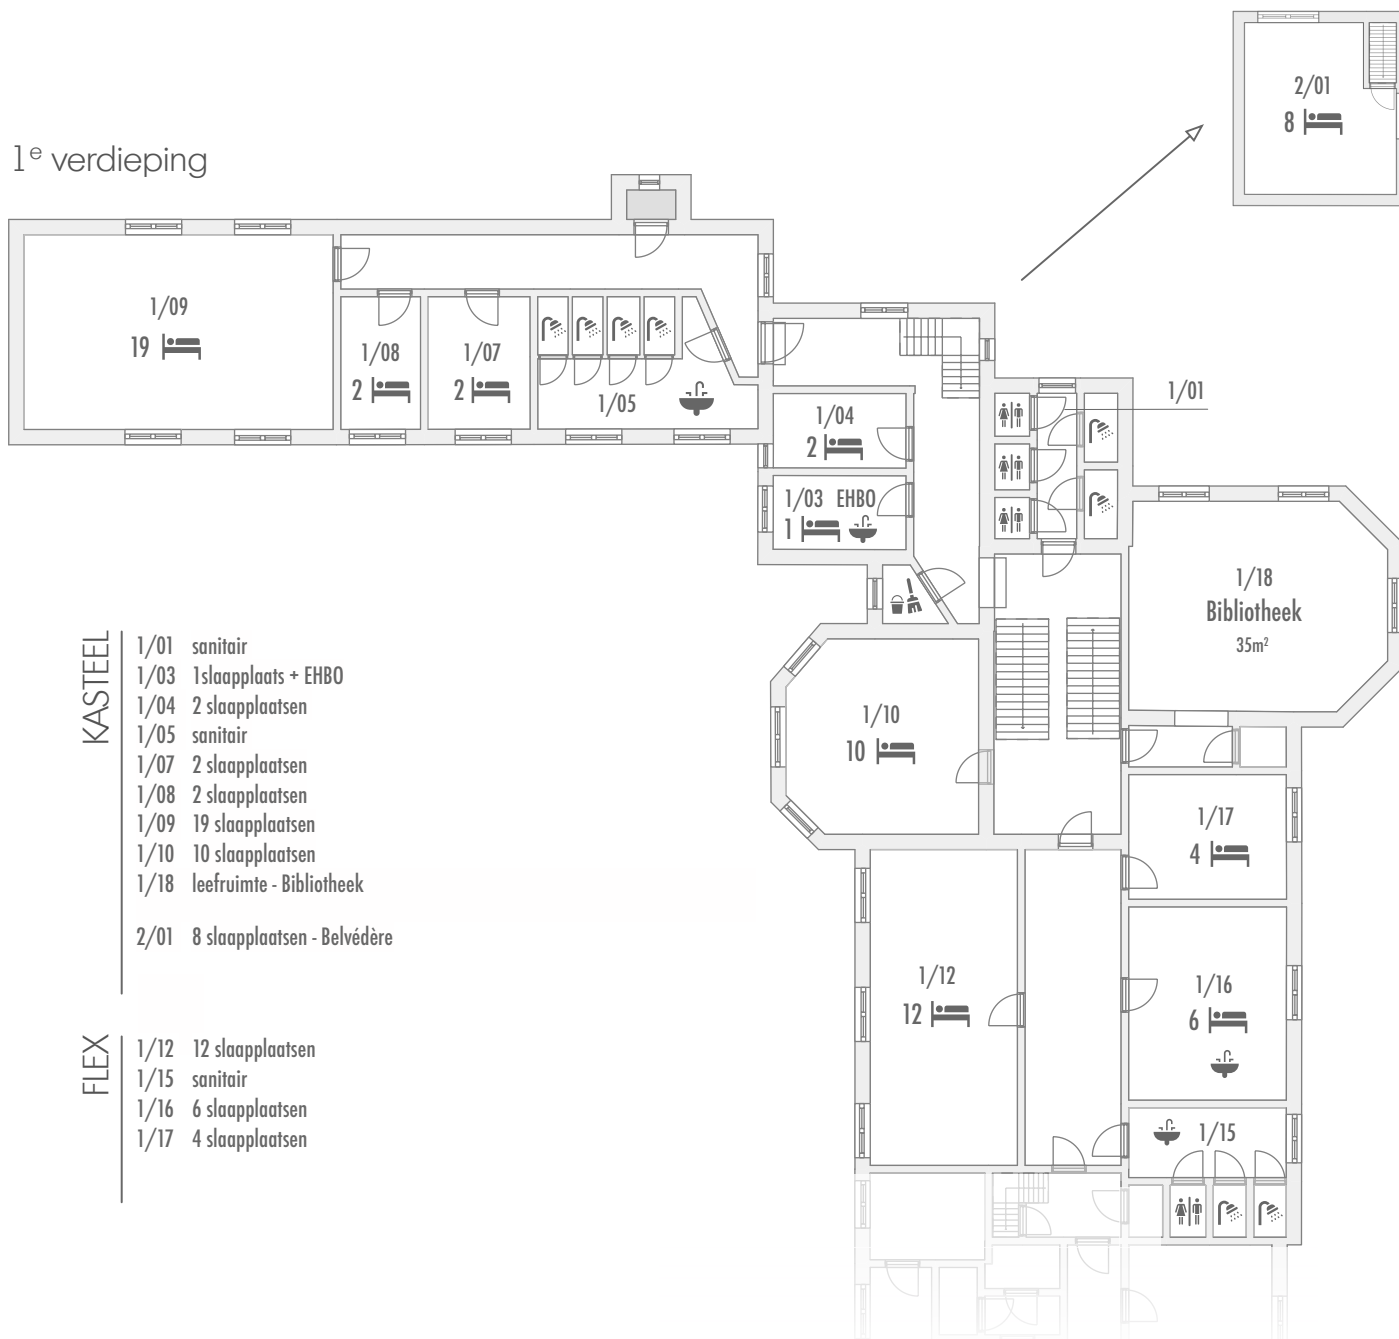 1e verdieping
2/01
8
1/09
19
1/08
2
1/07
2
1/05
1/04
2
1/03 EHBO
1
1/01
1/18
Bibliotheek
35m²
1/10
10
1/17
4
1/12
12
1/16
6
1/15
KASTEEL
1/01 sanitair
1/03 1slaapplaats + EHBO
1/04 2 slaapplaatsen
1/05 sanitair
1/07 2 slaapplaatsen
1/08 2 slaapplaatsen
1/09 19 slaapplaatsen
1/10 10 slaapplaatsen
1/18 leefruimte - Bibliotheek
2/01 8 slaapplaatsen - Belvédère
FLEX
1/12 12 slaapplaatsen
1/15 sanitair
1/16 6 slaapplaatsen
1/17 4 slaapplaatsen